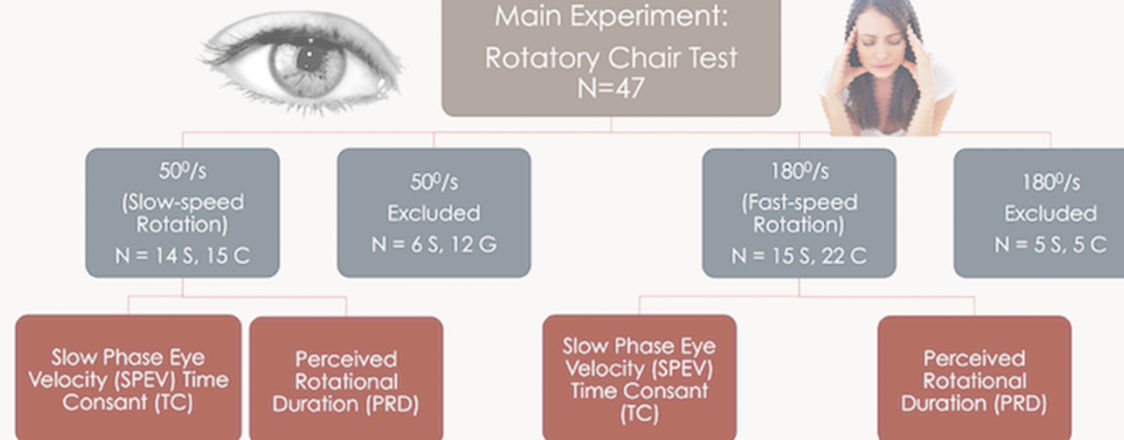 Main Experiment:
Rotatory Chair Test
N=47
50⁰/s
(Slow-speed
Rotation)
N = 14 S, 15 C
50⁰/s
Excluded
N = 6 S, 12 G
180⁰/s
(Fast-speed
Rotation)
N = 15 S, 22 C
180⁰/s
Excluded
N = 5 S, 5 C
Slow Phase Eye
Velocity (SPEV) Time
Consant (TC)
Perceived
Rotational
Duration (PRD)
Slow Phase Eye
Velocity (SPEV)
Time Consant
(TC)
Perceived
Rotational
Duration (PRD)